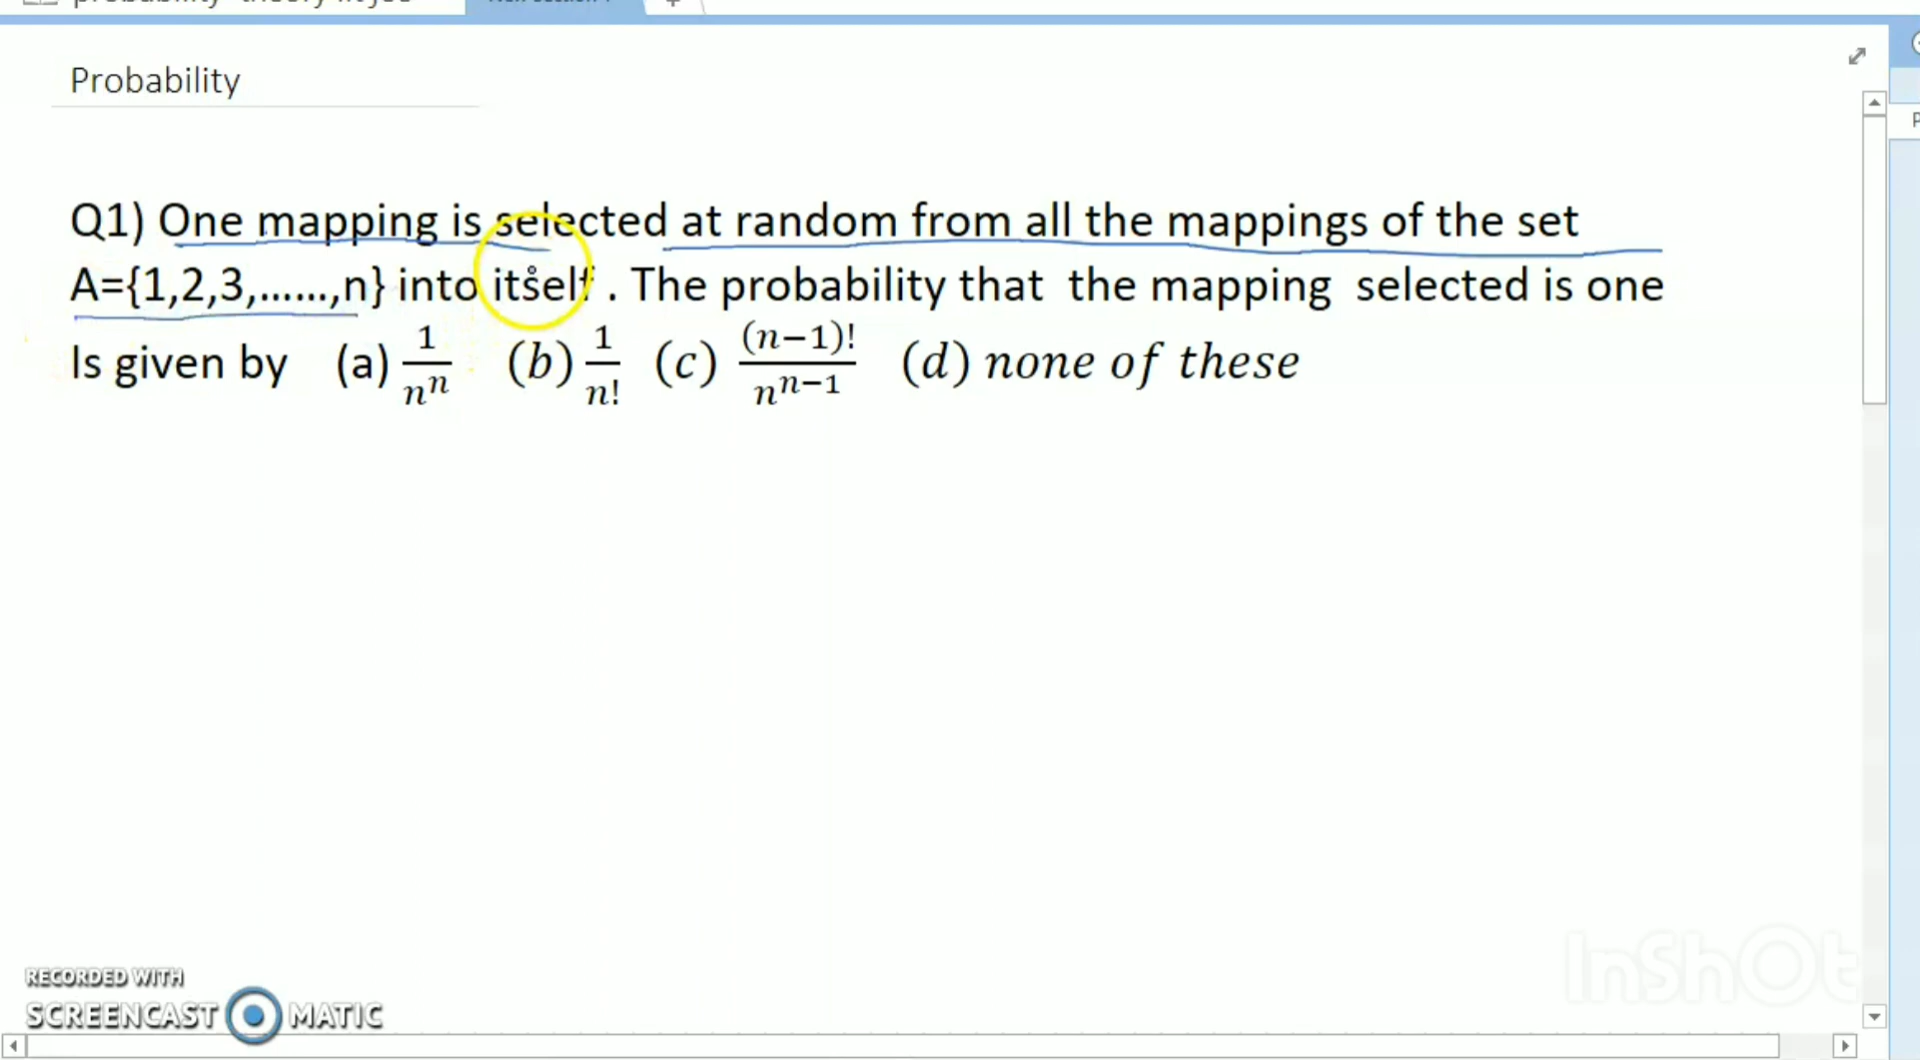 Probability
Q1) One mapping is selected at random from all the mappings of the set
A={1,2,3,......,n} into itself . The probability that the mapping selected is one
Is given by (a) 1/n^n (b) 1/n! (c) (n−1)!/n^{n−1} (d) none of these
RECORDED WITH
SCREENCAST MATIC
InShOt